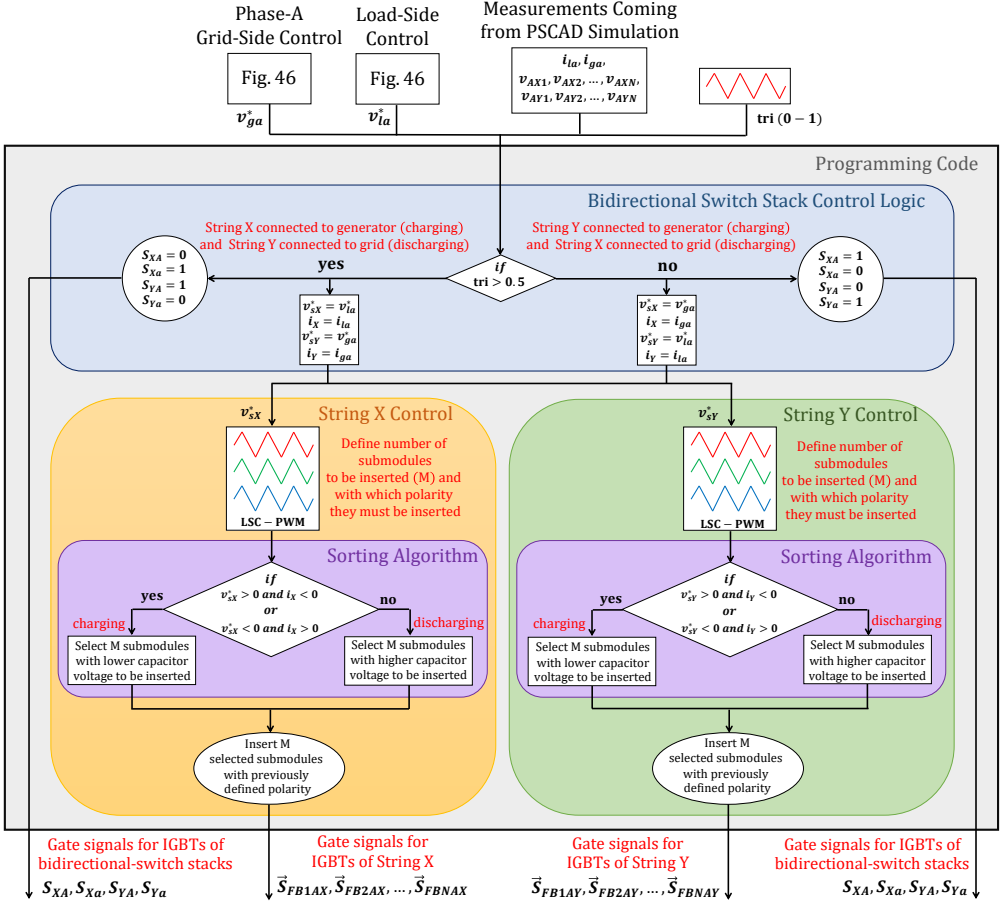 Phase-A
Grid-Side Control
Load-Side
Control
Measurements Coming
from PSCAD Simulation
Fig. 46
Fig. 46
i_la, i_ga,
v_AX1, v_AX2, ..., v_AXN,
v_AY1, v_AY2, ..., v_AYN
v*_ga
v*_la
tri (0 − 1)
Programming Code
Bidirectional Switch Stack Control Logic
String X connected to generator (charging)
and String Y connected to grid (discharging)
String Y connected to generator (charging)
and String X connected to grid (discharging)
S_XA = 0
S_Xa = 1
S_YA = 1
S_Ya = 0
yes
if
tri > 0.5
no
S_XA = 1
S_Xa = 0
S_YA = 0
S_Ya = 1
v*_sX = v*_la
i_X = i_la
v*_sY = v*_ga
i_Y = i_ga
v*_sX = v*_ga
i_X = i_ga
v*_sY = v*_la
i_Y = i_la
v*_sX
String X Control
Define number of
submodules
to be inserted (M) and
with which polarity
they must be inserted
LSC − PWM
Sorting Algorithm
if
v*_sX > 0 and i_X < 0
or
v*_sX < 0 and i_X > 0
yes
no
charging
discharging
Select M submodules
with lower capacitor
voltage to be inserted
Select M submodules
with higher capacitor
voltage to be inserted
Insert M
selected submodules
with previously
defined polarity
v*_sY
String Y Control
Define number of
submodules
to be inserted (M) and
with which polarity
they must be inserted
LSC − PWM
Sorting Algorithm
if
v*_sY > 0 and i_Y < 0
or
v*_sY < 0 and i_Y > 0
yes
no
charging
discharging
Select M submodules
with lower capacitor
voltage to be inserted
Select M submodules
with higher capacitor
voltage to be inserted
Insert M
selected submodules
with previously
defined polarity
Gate signals for IGBTs of
bidirectional-switch stacks
S_XA, S_Xa, S_YA, S_Ya
Gate signals for
IGBTs of String X
S⃗_FB1AX, S⃗_FB2AX, ..., S⃗_FBNAX
Gate signals for
IGBTs of String Y
S⃗_FB1AY, S⃗_FB2AY, ..., S⃗_FBNAY
Gate signals for IGBTs of
bidirectional-switch stacks
S_XA, S_Xa, S_YA, S_Ya